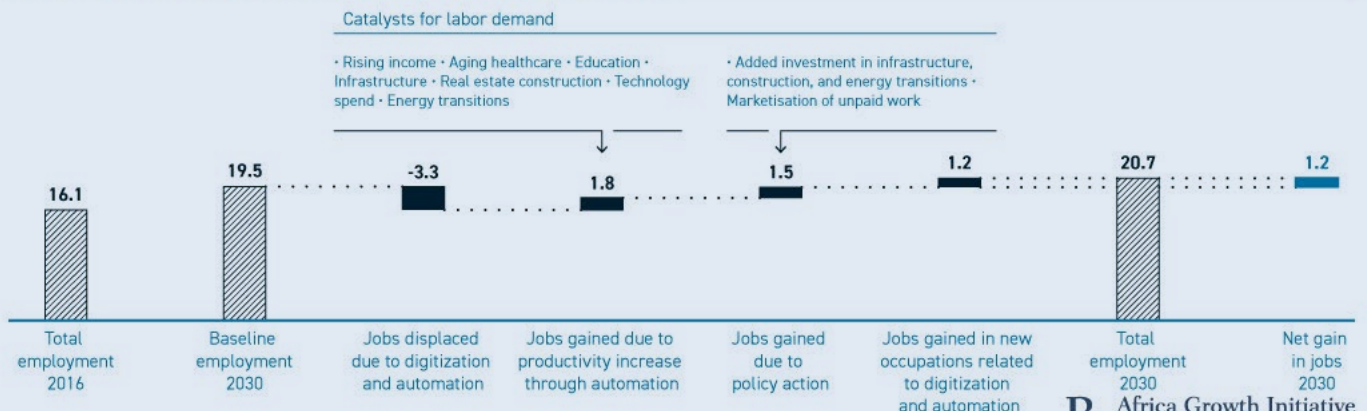 Catalysts for labor demand
· Rising income · Aging healthcare · Education ·
Infrastructure · Real estate construction · Technology
spend · Energy transitions
· Added investment in infrastructure,
construction, and energy transitions ·
Marketisation of unpaid work
16.1
19.5
-3.3
1.8
1.5
1.2
20.7
1.2
Total
employment
2016
Baseline
employment
2030
Jobs displaced
due to digitization
and automation
Jobs gained due to
productivity increase
through automation
Jobs gained
due to
policy action
Jobs gained in new
occupations related
to digitization
and automation
Total
employment
2030
Net gain
in jobs
2030
B Africa Growth Initiative